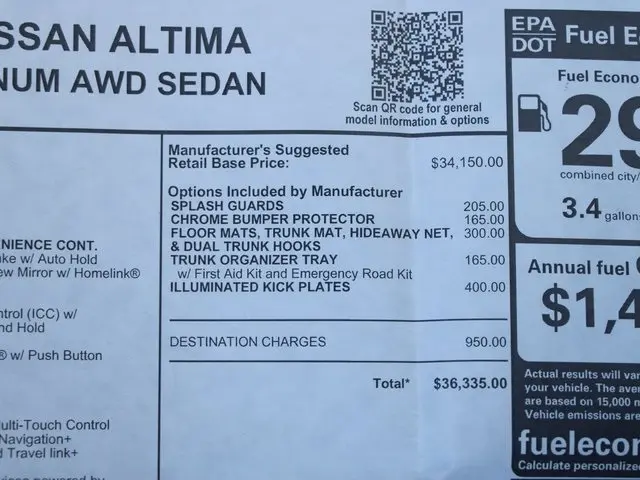 SSAN ALTIMA
NUM AWD SEDAN
Scan QR code for general
model information & options
EPA
DOT
Fuel E
Fuel Econo
29
combined city/
3.4 gallons
Annual fuel
$1,4
Actual results will var
your vehicle. The aver
are based on 15,000 m
Vehicle emissions are
fuelecon
Calculate personalize
Manufacturer's Suggested
Retail Base Price: $34,150.00
Options Included by Manufacturer
SPLASH GUARDS 205.00
CHROME BUMPER PROTECTOR 165.00
FLOOR MATS, TRUNK MAT, HIDEAWAY NET, 300.00
& DUAL TRUNK HOOKS
TRUNK ORGANIZER TRAY 165.00
w/ First Aid Kit and Emergency Road Kit
ILLUMINATED KICK PLATES 400.00
DESTINATION CHARGES 950.00
Total* $36,335.00
NIENCE CONT.
ake w/ Auto Hold
ew Mirror w/ Homelink®
ntrol (ICC) w/
nd Hold
® w/ Push Button
ulti-Touch Control
Navigation+
d Travel link+